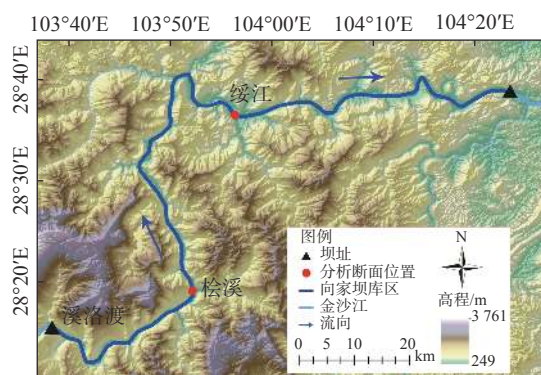 103°40′ 103°50′ 104°00′ 104°10′ 104°20′
28°40′
28°30′
28°20′
绥江
桧溪
溪洛渡
图例
坝址
分析断面位置
向家坝库区
金沙江
流向
0 10 20
km
N
高程/m
3 761
249